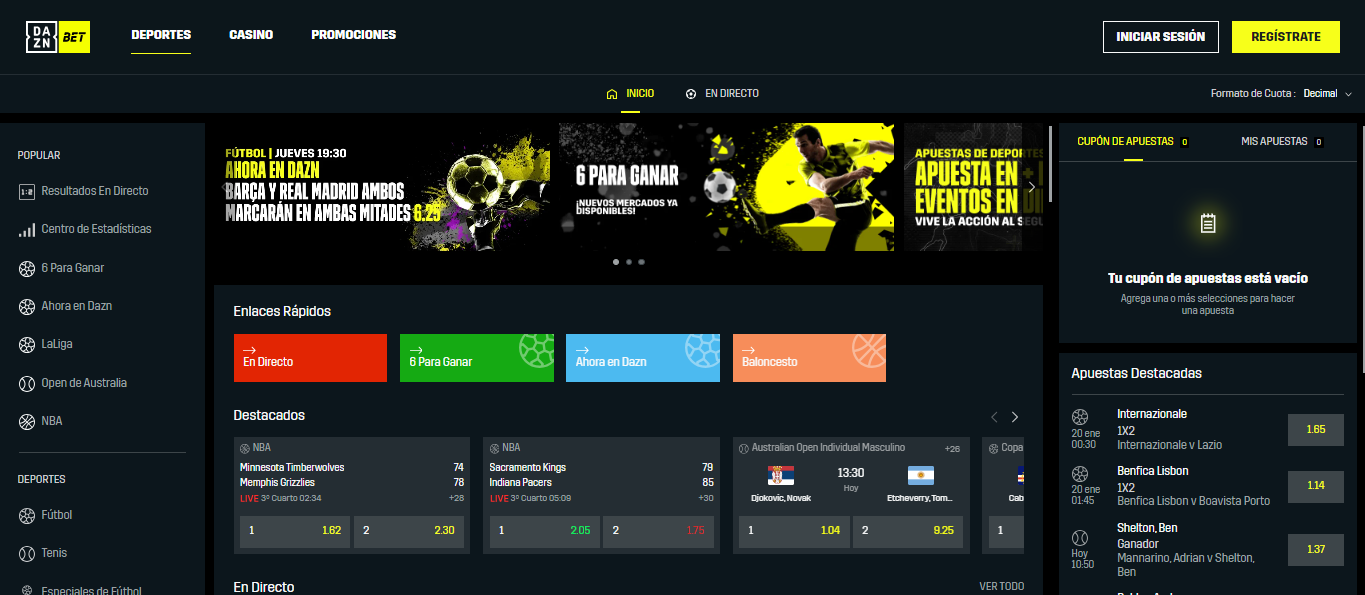 DAZN BET
DEPORTES
CASINO
PROMOCIONES
INICIAR SESIÓN
REGÍSTRATE
INICIO
EN DIRECTO
Formato de Cuota : Decimal
POPULAR
Resultados En Directo
Centro de Estadísticas
6 Para Ganar
Ahora en Dazn
LaLiga
Open de Australia
NBA
DEPORTES
Fútbol
Tenis
Especiales de Fútbol
FÚTBOL | JUEVES 19:30
AHORA EN DAZN
BARÇA Y REAL MADRID AMBOS
MARCARÁN EN AMBAS MITADES 6.25
6 PARA GANAR
¡NUEVOS MERCADOS YA
DISPONIBLES!
APUESTAS DE DEPORTES
APUESTA EN
EVENTOS EN DI
VIVE LA ACCIÓN AL SEGU
Enlaces Rápidos
En Directo
6 Para Ganar
Ahora en Dazn
Baloncesto
Destacados
NBA
Minnesota Timberwolves 74
Memphis Grizzlies 78
LIVE 3º Cuarto 02:34 +28
1 1.62 2 2.30
NBA
Sacramento Kings 79
Indiana Pacers 85
LIVE 3º Cuarto 05:09 +30
1 2.05 2 1.75
Australian Open Individual Masculino +26
13:30
Hoy
Djokovic, Novak
Etcheverry, Tom...
1 1.04 2 9.25
Copa
Cab
1
En Directo
VER TODO
CUPÓN DE APUESTAS 0
MIS APUESTAS 0
Tu cupón de apuestas está vacío
Agrega una o más selecciones para hacer
una apuesta
Apuestas Destacadas
20 ene
00:30
Internazionale
1X2
Internazionale v Lazio
1.65
20 ene
01:45
Benfica Lisbon
1X2
Benfica Lisbon v Boavista Porto
1.14
Hoy
10:50
Shelton, Ben
Ganador
Mannarino, Adrian v Shelton,
Ben
1.37